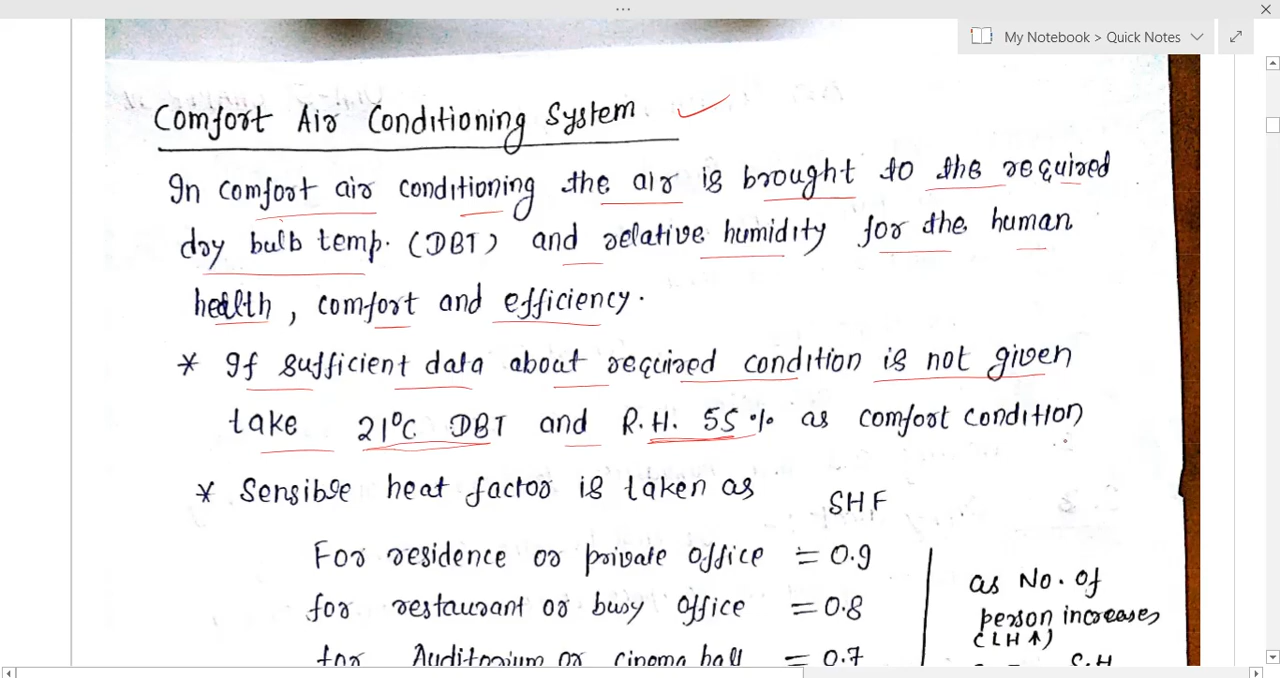 ...
My Notebook > Quick Notes
Comfort Air Conditioning System
In comfort air conditioning the air is brought to the required
dry bulb temp. (DBT) and relative humidity for the human
health, comfort and efficiency.
* If sufficient data about required condition is not given
take 21°C DBT and R.H. 55% as comfort condition
* Sensible heat factor is taken as
SHF
For residence or private office = 0.9
for restaurant or busy office = 0.8
for Auditorium or cinema hall = 0.7
as No. of
person increases
(LH↑)
S.H